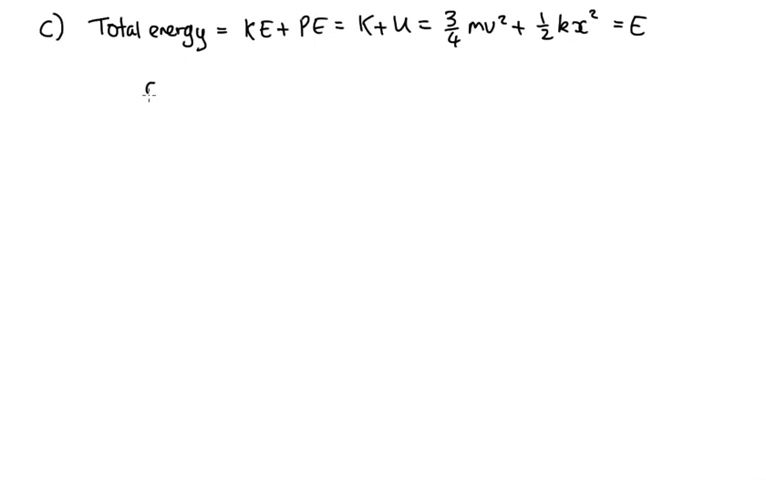 c) Total energy = KE + PE = K + U = 3/4 mv² + 1/2 kx² = E